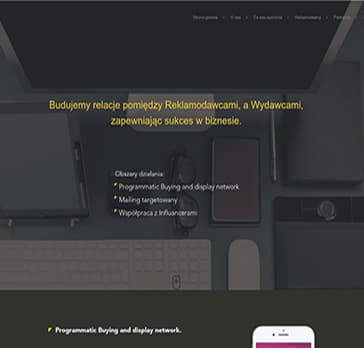 Strona główna | O nas | Co nas wyróżnia | Reklamodawcy | Partnerzy
Budujemy relacje pomiędzy Reklamodawcami, a Wydawcami,
zapewniając sukces w biznesie.
Obszary działania:
Programmatic Buying and display network
Mailing targetowany
Współpraca z Influancerami
Programmatic Buying and display network.